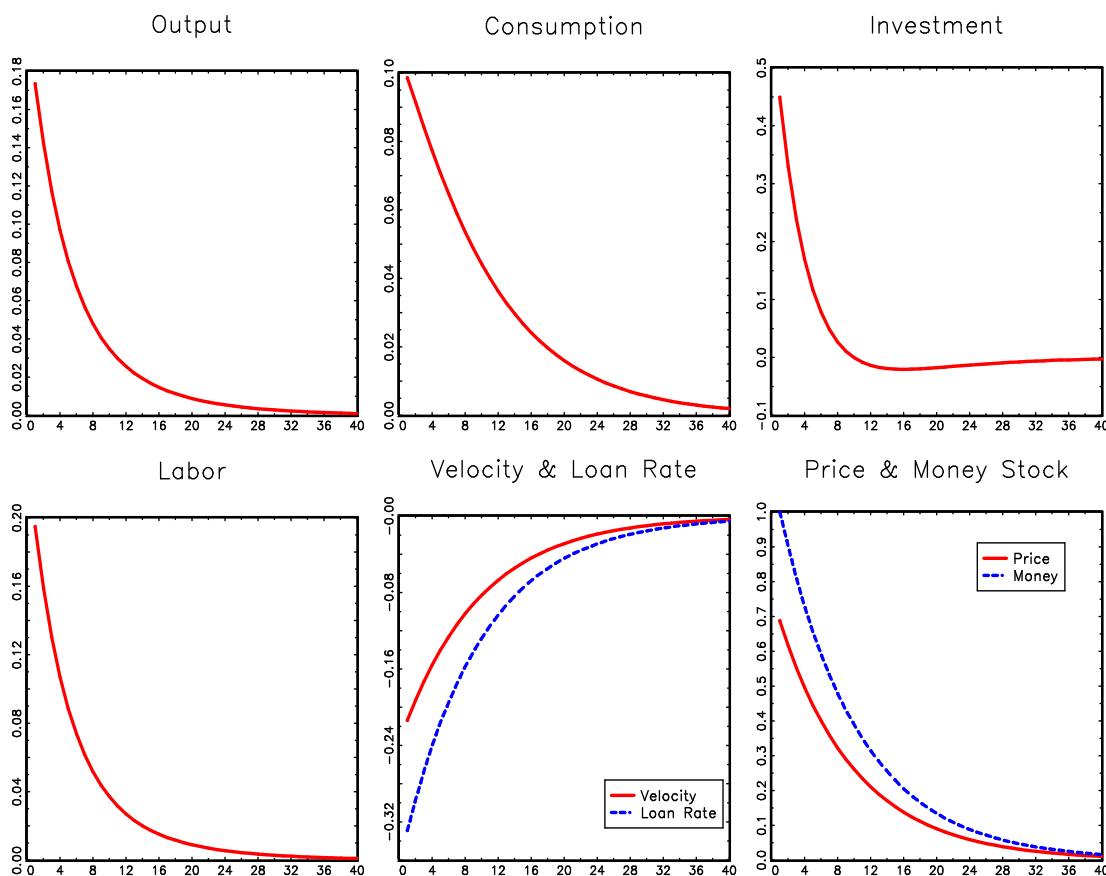 Output
0.00 0.02 0.04 0.06 0.08 0.10 0.12 0.14 0.16 0.18
0 4 8 12 16 20 24 28 32 36 40
Consumption
0.00 0.02 0.04 0.06 0.08 0.10
0 4 8 12 16 20 24 28 32 36 40
Investment
-0.1 0.0 0.1 0.2 0.3 0.4 0.5
0 4 8 12 16 20 24 28 32 36 40
Labor
0.00 0.04 0.08 0.12 0.16 0.20
0 4 8 12 16 20 24 28 32 36 40
Velocity & Loan Rate
-0.32 -0.24 -0.16 -0.08 -0.00
Velocity
Loan Rate
0 4 8 12 16 20 24 28 32 36 40
Price & Money Stock
0.0 0.1 0.2 0.3 0.4 0.5 0.6 0.7 0.8 0.9 1.0
Price
Money
0 4 8 12 16 20 24 28 32 36 40